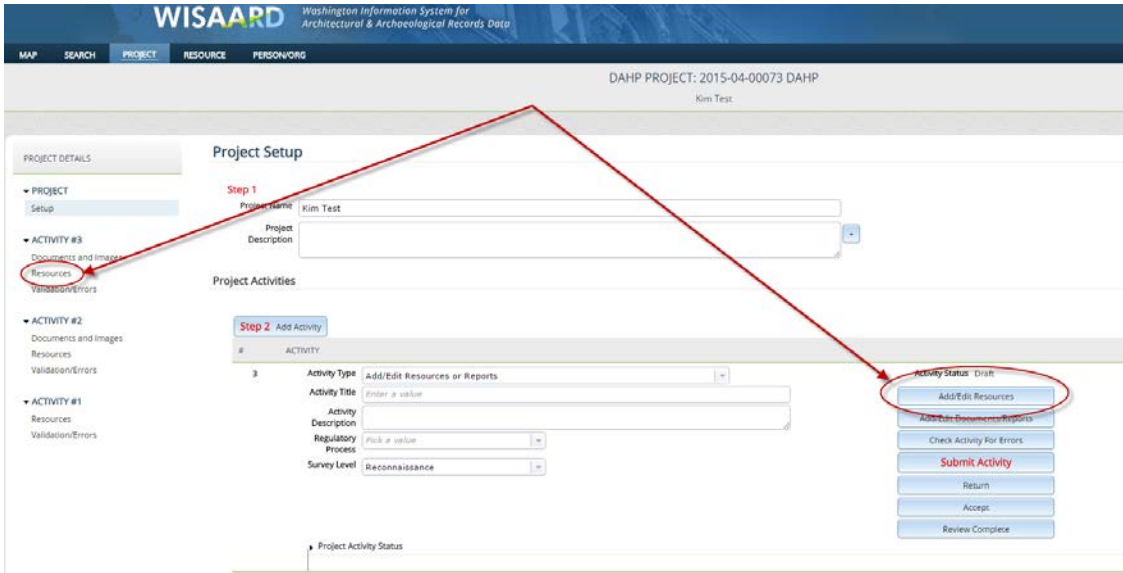 WISAARD Washington Information System for
Architectural & Archaeological Records Data
MAP SEARCH PROJECT RESOURCE PERSON/ORG
DAHP PROJECT: 2015-04-00073 DAHP
Kim Test
PROJECT DETAILS
PROJECT
Setup
ACTIVITY #3
Documents and Images
Resources
Validation/Errors
ACTIVITY #2
Documents and Images
Resources
Validation/Errors
ACTIVITY #1
Resources
Validation/Errors
Project Setup
Step 1
Project Name Kim Test
Project
Description
+
Project Activities
Step 2 Add Activity
# ACTIVITY
3 Activity Type Add/Edit Resources or Reports
Activity Title Enter a value
Activity
Description
Regulatory
Process Pick a value
Survey Level Reconnaissance
Activity Status Draft
Add/Edit Resources
Add/Edit Documents/Reports
Check Activity For Errors
Submit Activity
Return
Accept
Review Complete
Project Activity Status